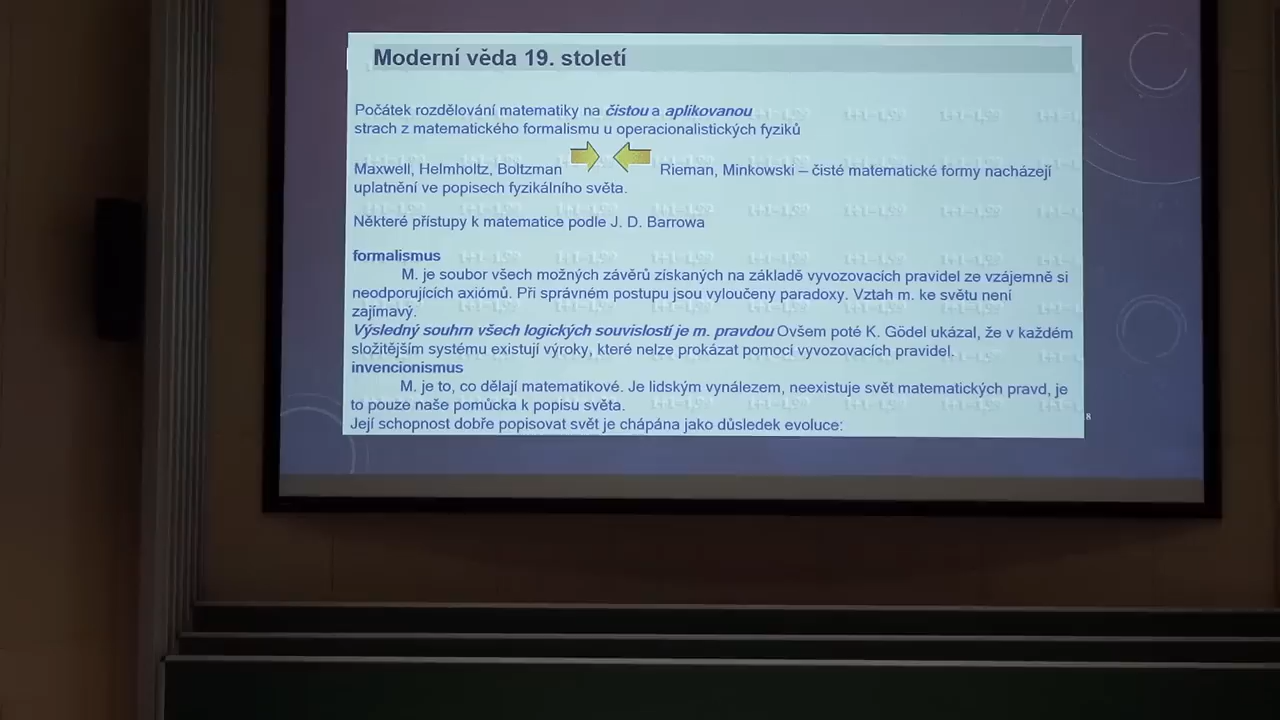 Moderní věda 19. století
Počátek rozdělování matematiky na čistou a aplikovanou
strach z matematického formalismu u operacionalistických fyziků
Maxwell, Helmholtz, Boltzman Rieman, Minkowski – čisté matematické formy nacházejí
uplatnění ve popisech fyzikálního světa.
Některé přístupy k matematice podle J. D. Barrowa
formalismus
M. je soubor všech možných závěrů získaných na základě vyvozovacích pravidel ze vzájemně si
neodporujících axiómů. Při správném postupu jsou vyloučeny paradoxy. Vztah m. ke světu není
zajímavý.
Výsledný souhrn všech logických souvislostí je m. pravdou Ovšem poté K. Gödel ukázal, že v každém
složitějším systému existují výroky, které nelze prokázat pomocí vyvozovacích pravidel.
invencionismus
M. je to, co dělají matematikové. Je lidským vynálezem, neexistuje svět matematických pravd, je
to pouze naše pomůcka k popisu světa.
Její schopnost dobře popisovat svět je chápána jako důsledek evoluce:
8